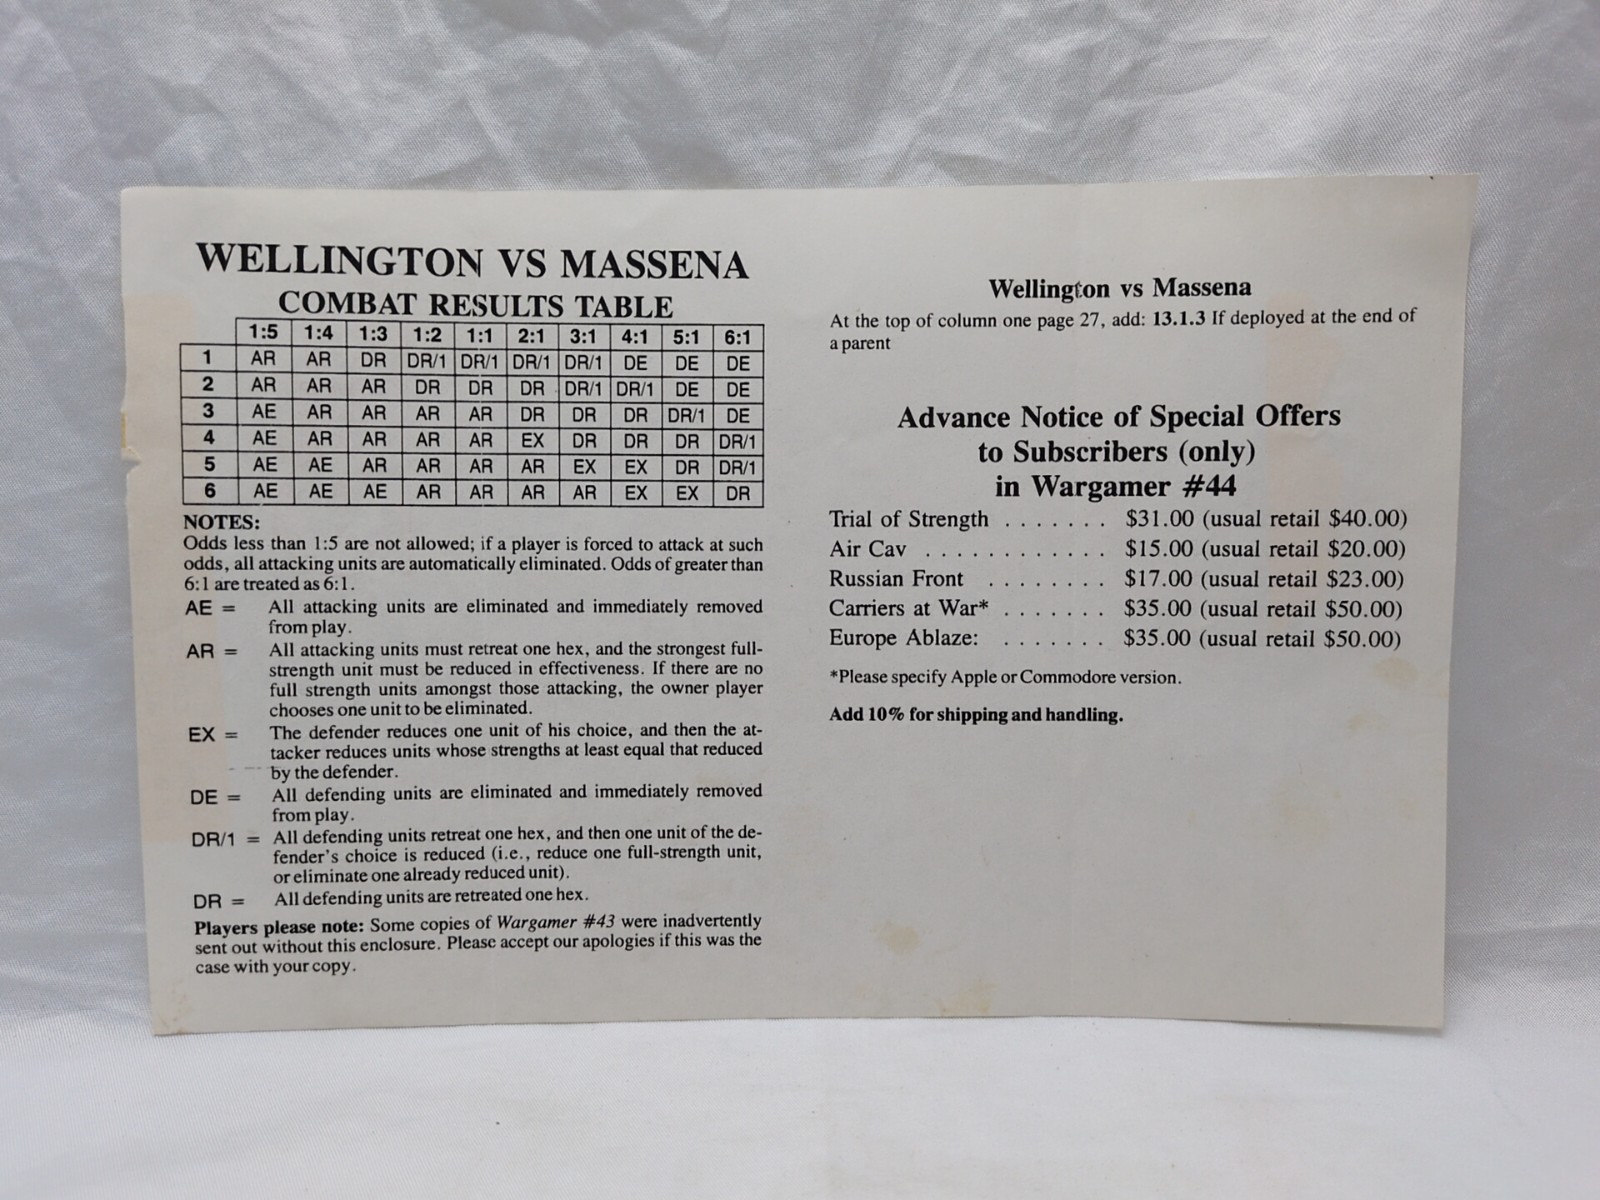 WELLINGTON VS MASSENA
COMBAT RESULTS TABLE
1:5 1:4 1:3 1:2 1:1 2:1 3:1 4:1 5:1 6:1
1 AR AR DR DR/1 DR/1 DR/1 DR/1 DE DE DE
2 AR AR AR DR DR DR DR/1 DR/1 DE DE
3 AE AR AR AR AR DR DR DR DR/1 DE
4 AE AR AR AR AR EX DR DR DR DR/1
5 AE AE AR AR AR AR EX EX DR DR/1
6 AE AE AE AR AR AR AR EX EX DR
NOTES:
Odds less than 1:5 are not allowed; if a player is forced to attack at such
odds, all attacking units are automatically eliminated. Odds of greater than
6:1 are treated as 6:1.
AE = All attacking units are eliminated and immediately removed
from play.
AR = All attacking units must retreat one hex, and the strongest full-
strength unit must be reduced in effectiveness. If there are no
full strength units amongst those attacking, the owner player
chooses one unit to be eliminated.
EX = The defender reduces one unit of his choice, and then the at-
tacker reduces units whose strengths at least equal that reduced
by the defender.
DE = All defending units are eliminated and immediately removed
from play.
DR/1 = All defending units retreat one hex, and then one unit of the de-
fender's choice is reduced (i.e., reduce one full-strength unit,
or eliminate one already reduced unit).
DR = All defending units are retreated one hex.
Players please note: Some copies of Wargamer #43 were inadvertently
sent out without this enclosure. Please accept our apologies if this was the
case with your copy.
Wellington vs Massena
At the top of column one page 27, add: 13.1.3 If deployed at the end of
a parent
Advance Notice of Special Offers
to Subscribers (only)
in Wargamer #44
Trial of Strength . . . . . . . $31.00 (usual retail $40.00)
Air Cav . . . . . . . . . . . . $15.00 (usual retail $20.00)
Russian Front . . . . . . . . $17.00 (usual retail $23.00)
Carriers at War* . . . . . . . $35.00 (usual retail $50.00)
Europe Ablaze: . . . . . . . $35.00 (usual retail $50.00)
*Please specify Apple or Commodore version.
Add 10% for shipping and handling.